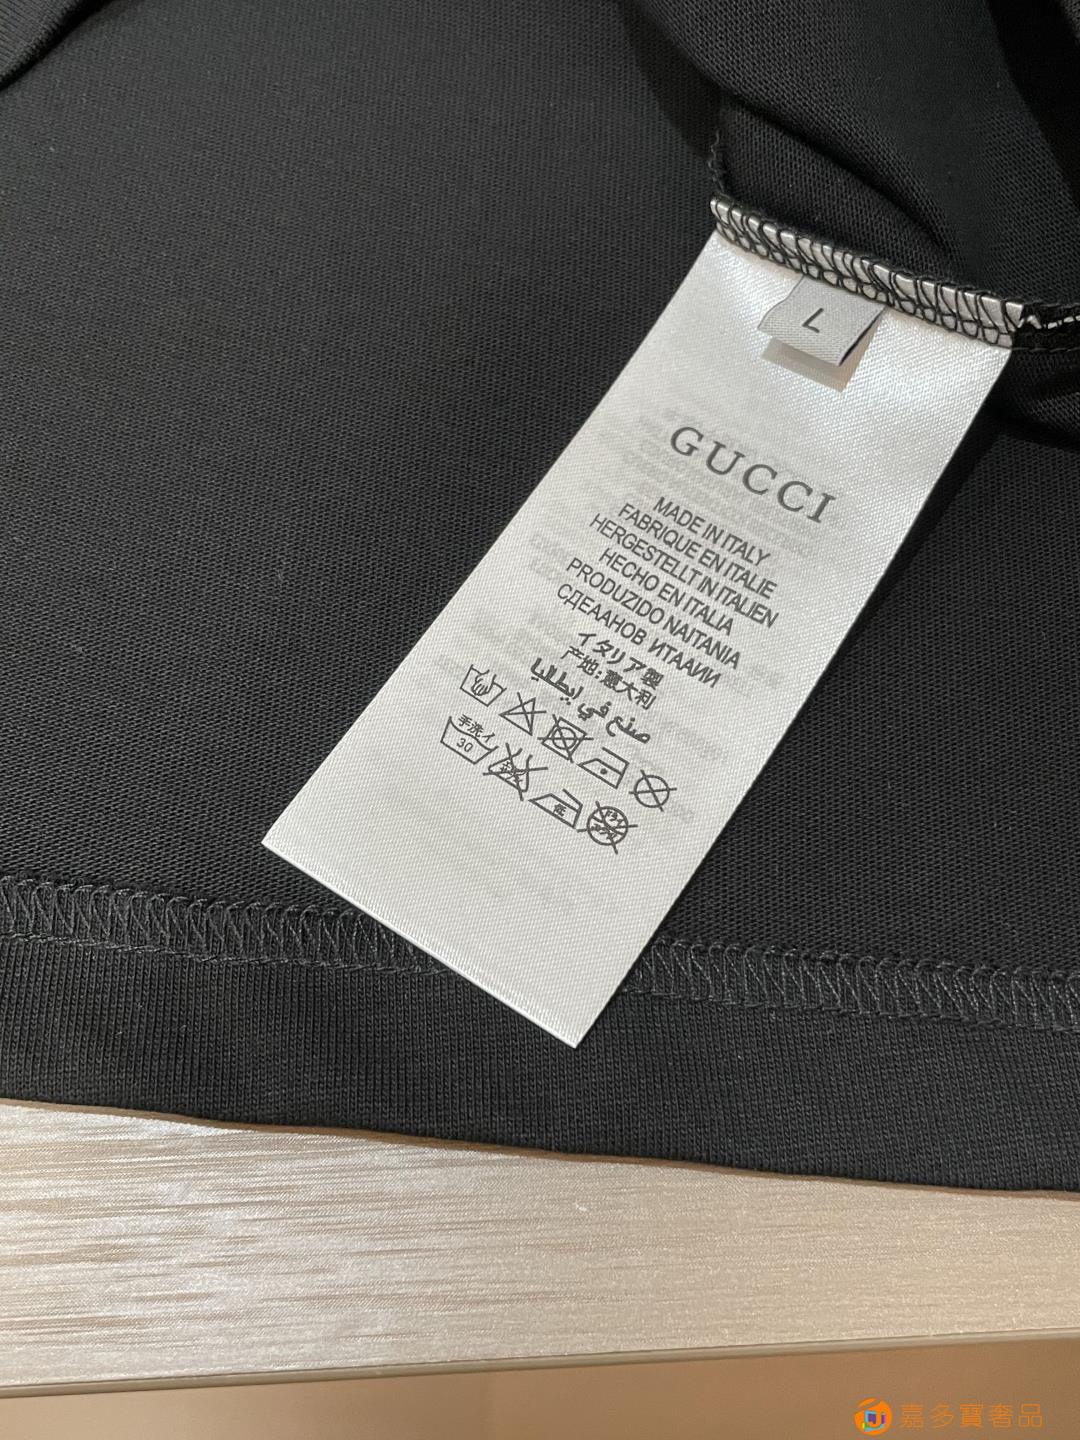 L
GUCCI
MADE IN ITALY
FABRIQUE EN ITALIE
HERGESTELLT IN ITALIEN
HECHO EN ITALIA
PRODUZIDO NAITANIA
СДЕААНОВ ИТААИИ
イタリア製
产地:意大利
صنع في إيطاليا
手洗イ
30
低
嘉多寶奢品